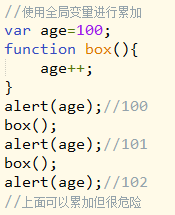 //使用全局变量进行累加
var age=100;
function box(){
age++;
}
alert(age);//100
box();
alert(age);//101
box();
alert(age);//102
//上面可以累加但很危险